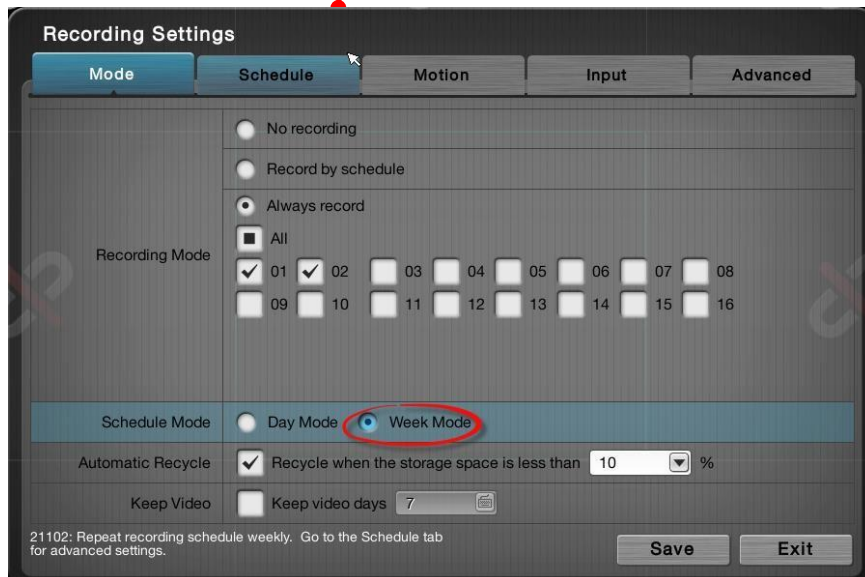 Recording Settings
Mode Schedule Motion Input Advanced
No recording
Record by schedule
Always record
All
Recording Mode
01 02 03 04 05 06 07 08
09 10 11 12 13 14 15 16
Schedule Mode Day Mode Week Mode
Automatic Recycle Recycle when the storage space is less than 10 %
Keep Video Keep video days 7
21102: Repeat recording schedule weekly. Go to the Schedule tab
for advanced settings.
Save Exit